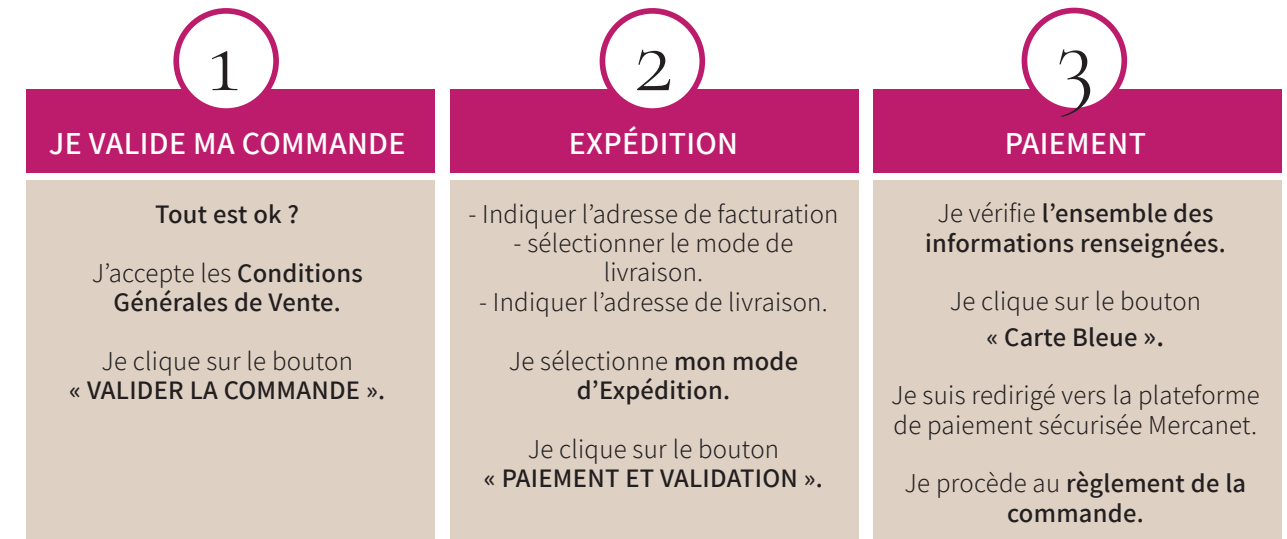 1
JE VALIDE MA COMMANDE
Tout est ok ?
J’accepte les Conditions
Générales de Vente.
Je clique sur le bouton
« VALIDER LA COMMANDE ».
2
EXPÉDITION
- Indiquer l’adresse de facturation
- sélectionner le mode de
livraison.
- Indiquer l’adresse de livraison.
Je sélectionne mon mode
d’Expédition.
Je clique sur le bouton
« PAIEMENT ET VALIDATION ».
3
PAIEMENT
Je vérifie l’ensemble des
informations renseignées.
Je clique sur le bouton
« Carte Bleue ».
Je suis redirigé vers la plateforme
de paiement sécurisée Mercanet.
Je procède au règlement de la
commande.